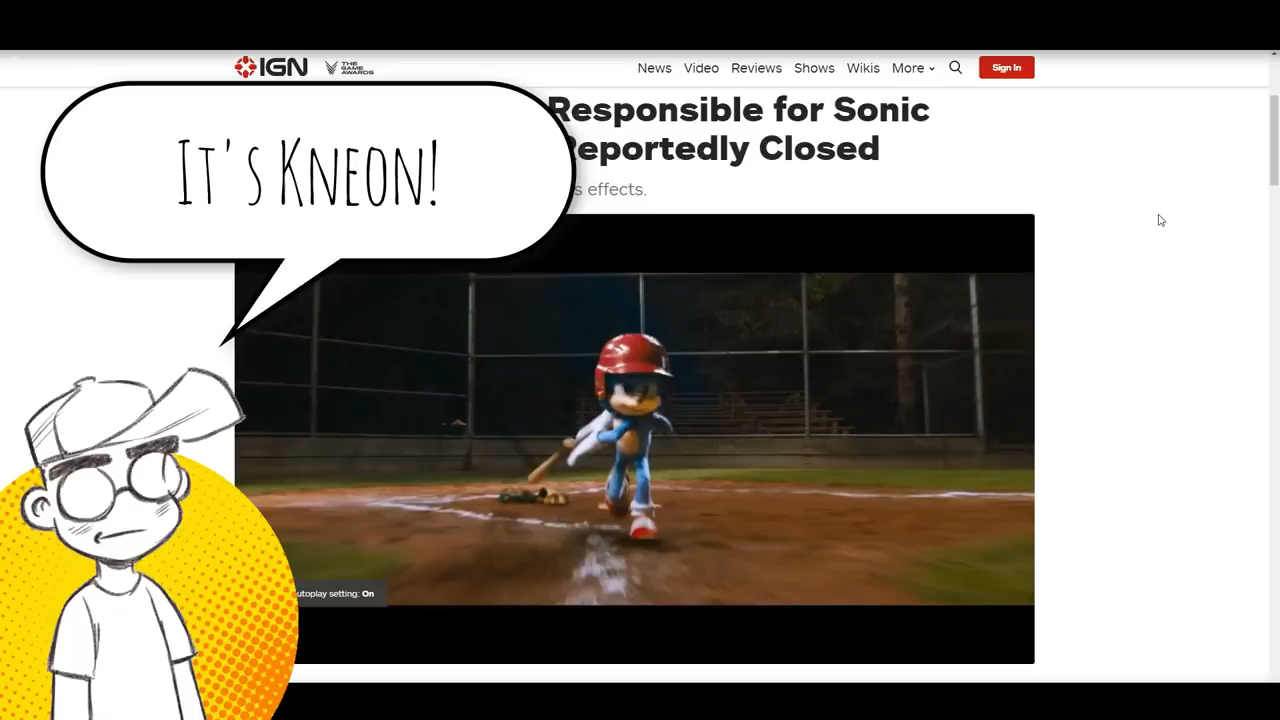 IGN
THE GAME AWARDS
News Video Reviews Shows Wikis More Sign In
Responsible for Sonic
Reportedly Closed
effects.
It's Kneon!
autoplay setting: On